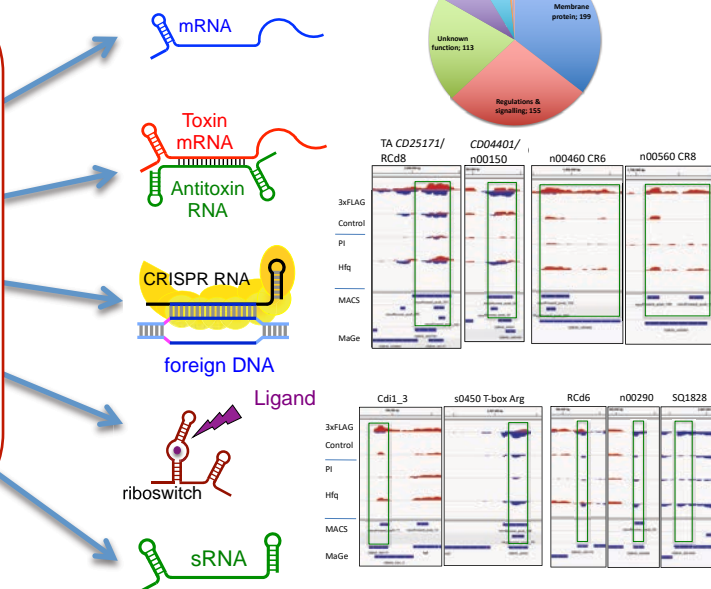 mRNA
Toxin
mRNA
Antitoxin
RNA
CRISPR RNA
foreign DNA
Ligand
riboswitch
sRNA
Membrane
protein; 199
Unknown
function; 113
Regulations &
signalling; 155
TA CD25171/
RCd8
CD04401/
n00150
n00460 CR6
n00560 CR8
3xFLAG
Control
PI
Hfq
MACS
MaGe
Cdi1_3
s0450 T-box Arg
RCd6
n00290
SQ1828
3xFLAG
Control
PI
Hfq
MACS
MaGe